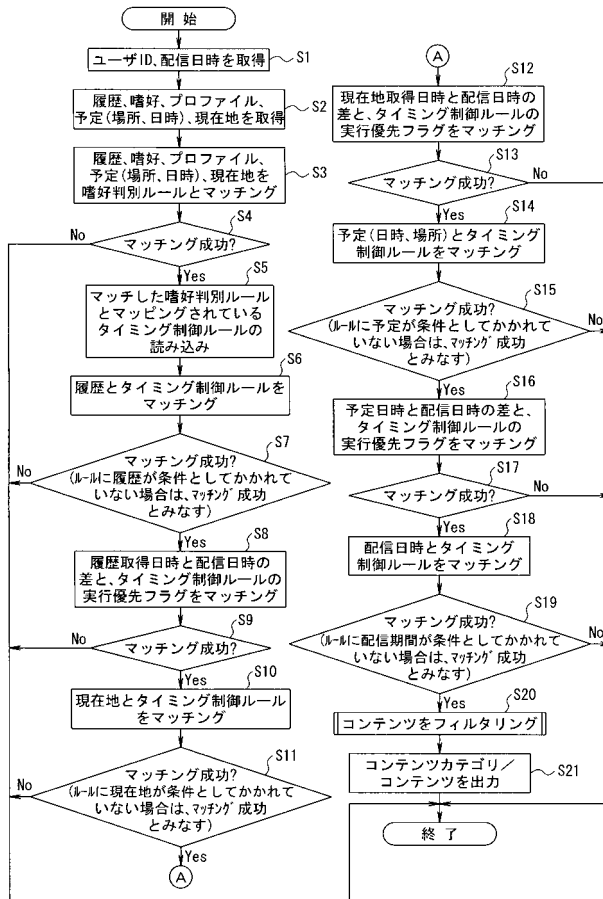 開始
S1
ユーザID、配信日時を取得
S2
履歴、嗜好、プロファイル、
予定(場所、日時)、現在地を取得
S3
履歴、嗜好、プロファイル、
予定(場所、日時)、現在地を
嗜好判別ルールとマッチング
S4
マッチング成功?
No
Yes
S5
マッチした嗜好判別ルール
とマッピングされている
タイミング制御ルールの
読み込み
S6
履歴とタイミング制御ルールを
マッチング
S7
マッチング成功?
(ルールに履歴が条件としてかかれて
いない場合は、マッチング成功
とみなす)
No
Yes
S8
履歴取得日時と配信日時の
差と、タイミング制御ルールの
実行優先フラグをマッチング
S9
マッチング成功?
No
Yes
S10
現在地とタイミング制御ルール
をマッチング
S11
マッチング成功?
(ルールに現在地が条件としてかかれて
いない場合は、マッチング成功
とみなす)
No
Yes
A
A
S12
現在地取得日時と配信日時の
差と、タイミング制御ルールの
実行優先フラグをマッチング
S13
マッチング成功?
No
Yes
S14
予定(日時、場所)とタイミング
制御ルールをマッチング
S15
マッチング成功?
(ルールに予定が条件としてかかれて
いない場合は、マッチング成功
とみなす)
No
Yes
S16
予定日時と配信日時の差と、
タイミング制御ルールの
実行優先フラグをマッチング
S17
マッチング成功?
No
Yes
S18
配信日時とタイミング
制御ルールをマッチング
S19
マッチング成功?
(ルールに配信期間が条件としてかかれて
いない場合は、マッチング成功
とみなす)
No
Yes
S20
コンテンツをフィルタリング
S21
コンテンツカテゴリ/
コンテンツを出力
終了